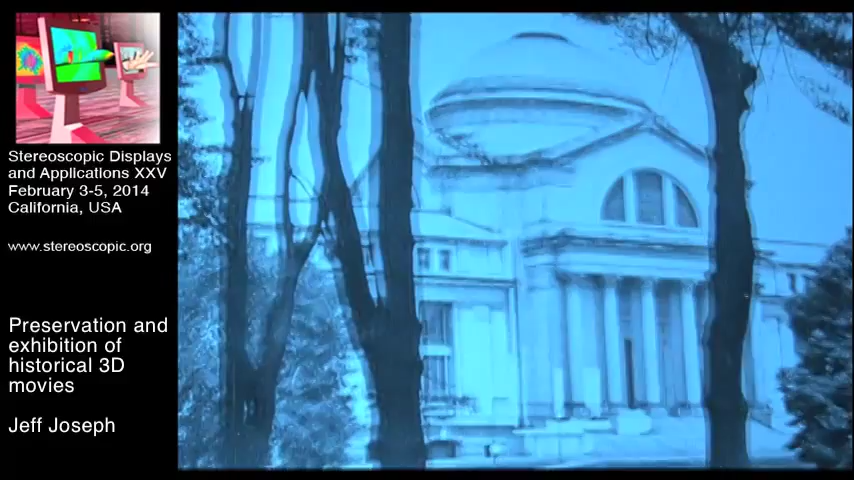 Stereoscopic Displays
and Applications XXV
February 3-5, 2014
California, USA
www.stereoscopic.org
Preservation and
exhibition of
historical 3D
movies
Jeff Joseph